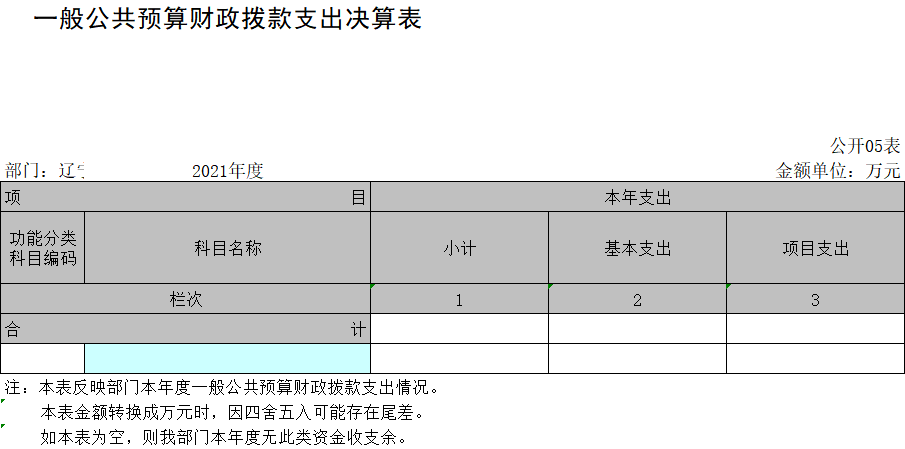 一般公共预算财政拨款支出决算表
公开05表
部门：辽宁 2021年度 金额单位：万元
项 目 本年支出
功能分类
科目编码 科目名称 小计 基本支出 项目支出
栏次 1 2 3
合 计
注：本表反映部门本年度一般公共预算财政拨款支出情况。
本表金额转换成万元时，因四舍五入可能存在尾差。
如本表为空，则我部门本年度无此类资金收支余。